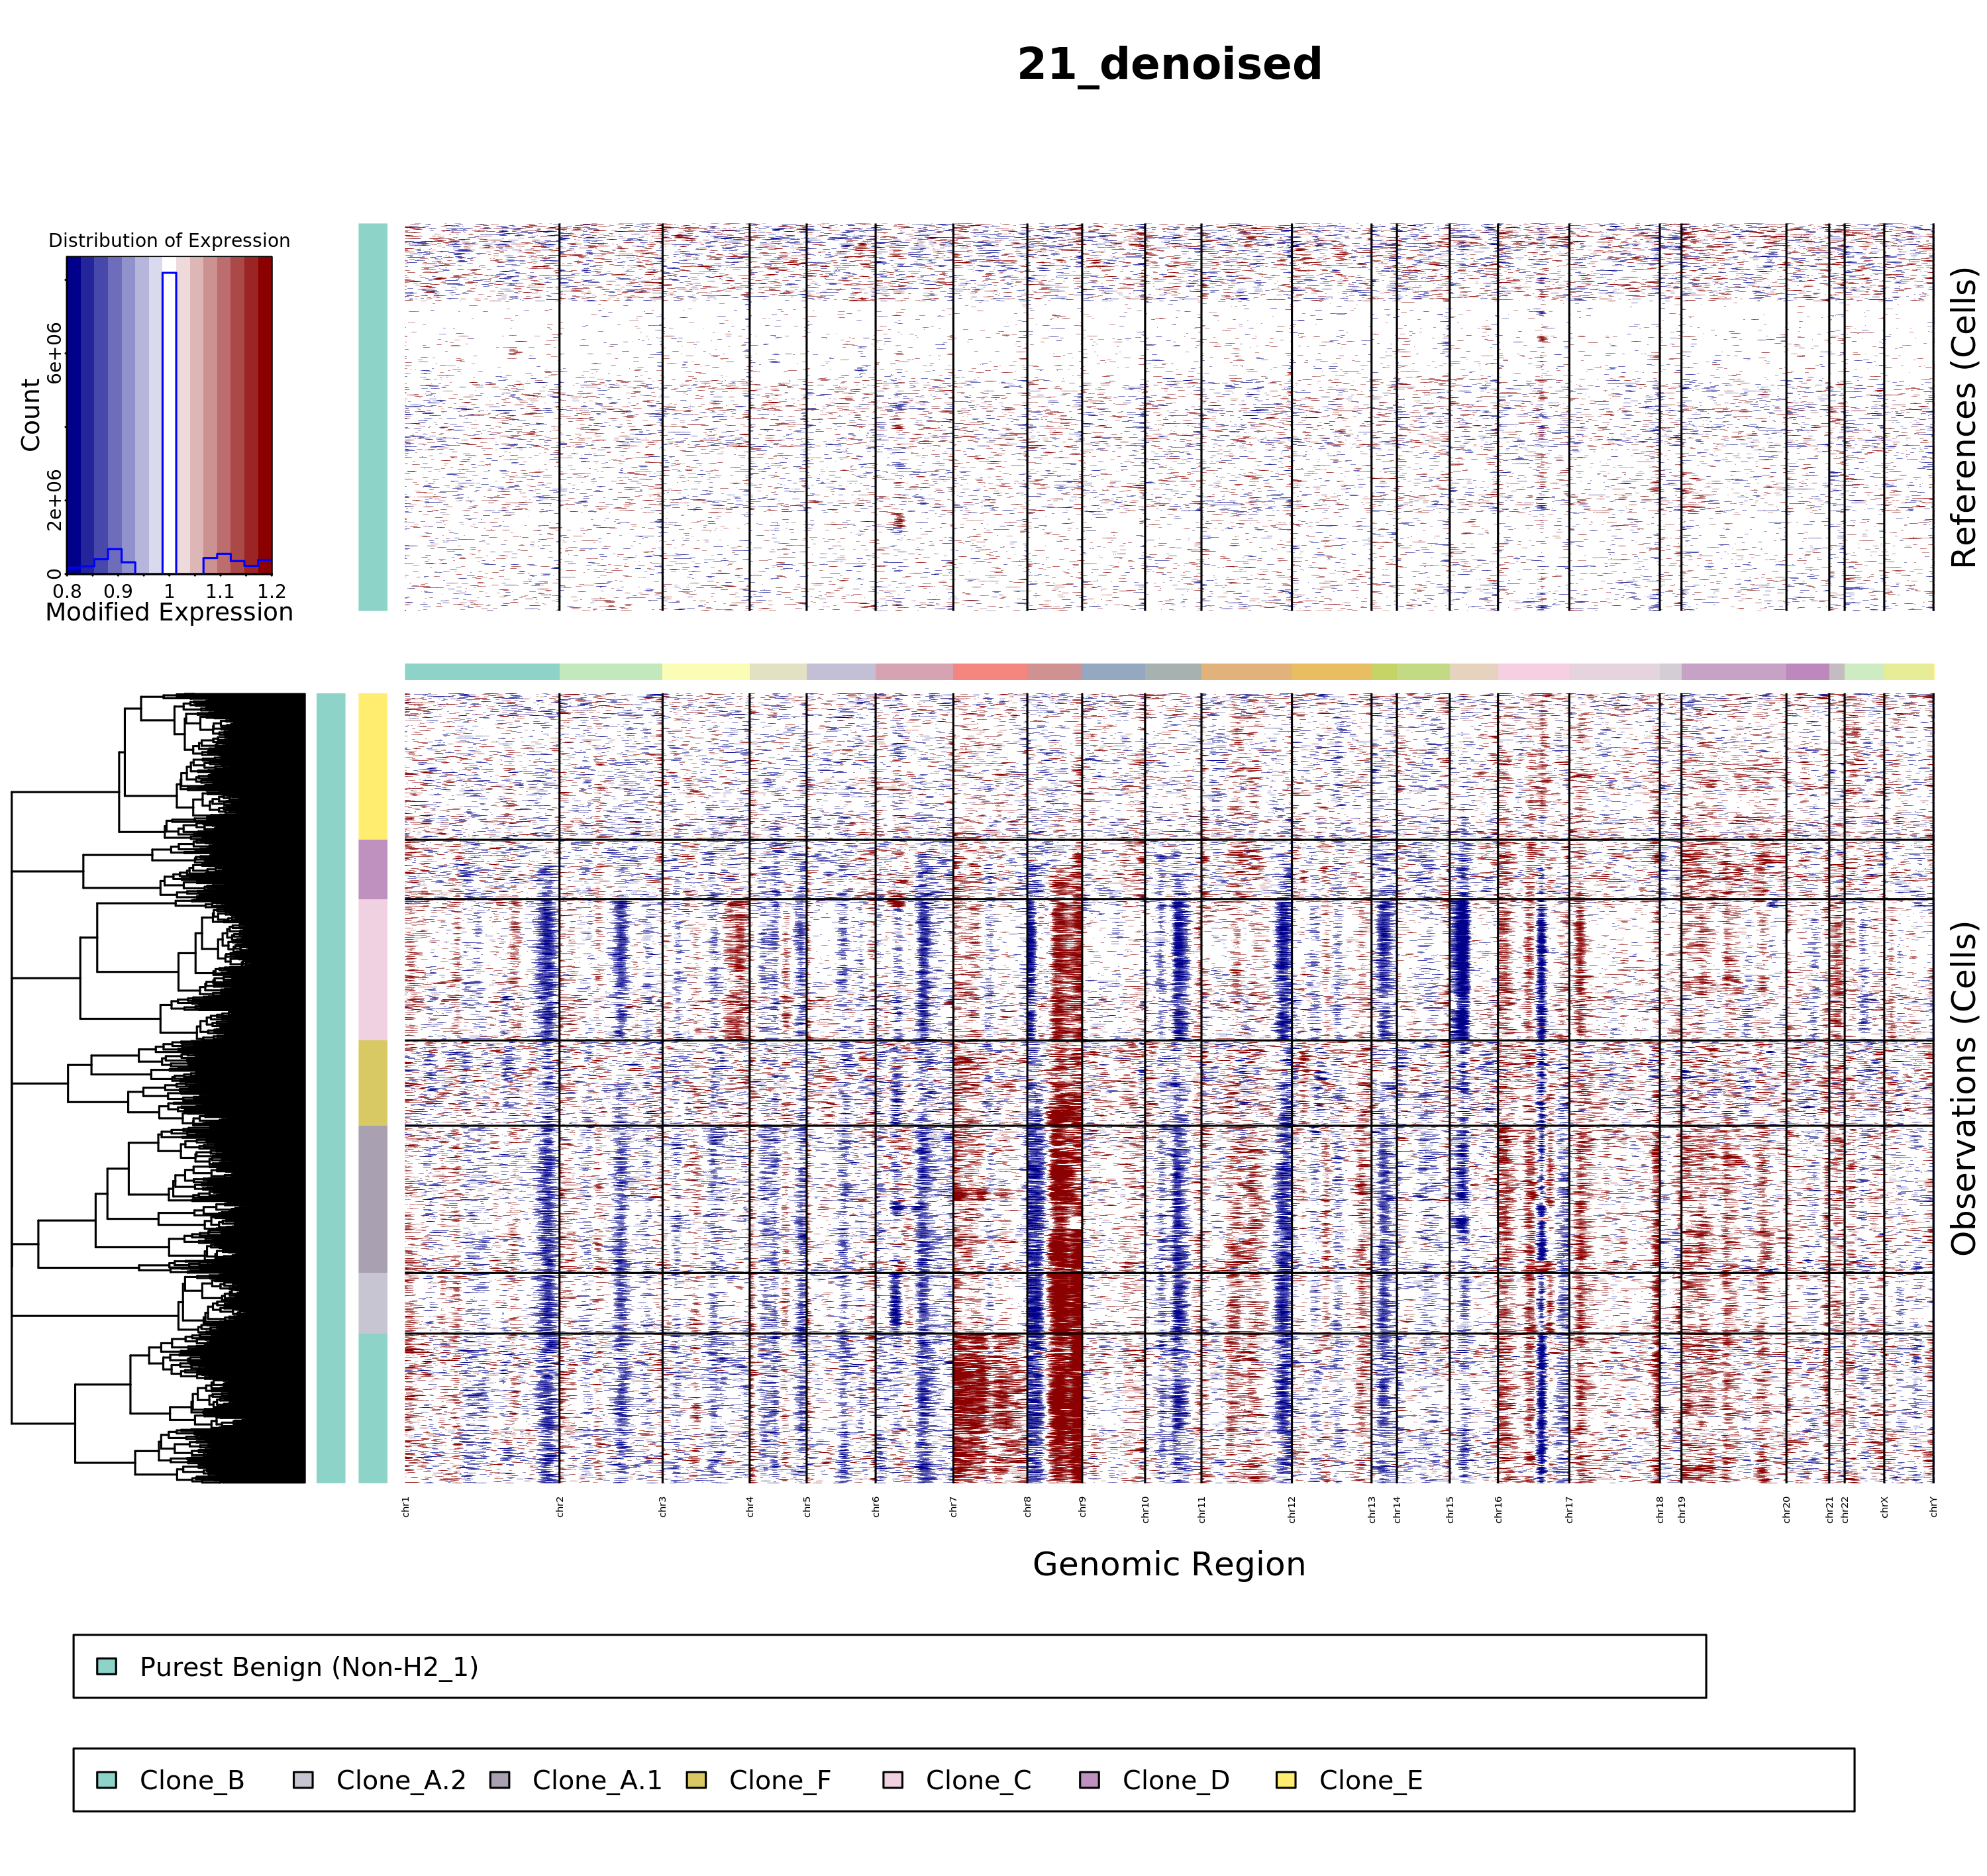 21_denoised
Distribution of Expression
Count
0
2e+06
6e+06
0.8 0.9 1 1.1 1.2
Modified Expression
References (Cells)
Observations (Cells)
chr1 chr2 chr3 chr4 chr5 chr6 chr7 chr8 chr9 chr10 chr11 chr12 chr13 chr14 chr15 chr16 chr17 chr18 chr19 chr20 chr21 chr22 chrX chrY
Genomic Region
Purest Benign (Non-H2_1)
Clone_B Clone_A.2 Clone_A.1 Clone_F Clone_C Clone_D Clone_E